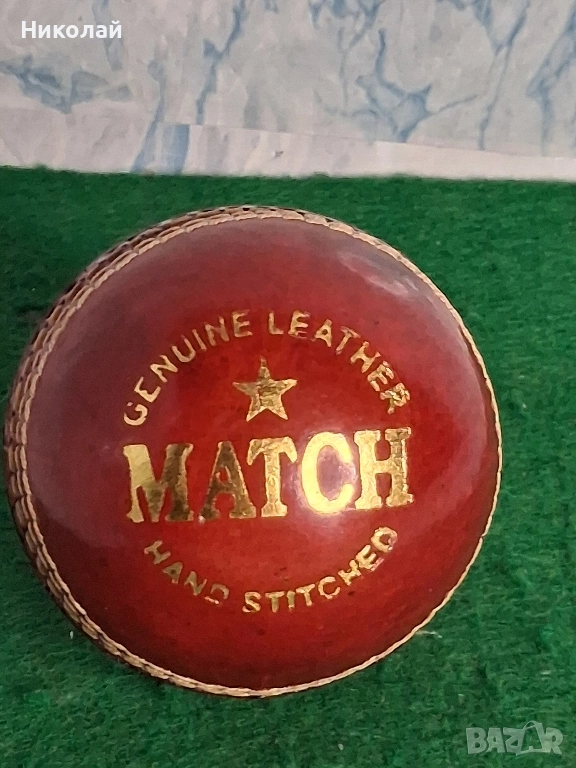 Николай
GENUINE LEATHER
MATCH
HAND STITCHED
BAZAR